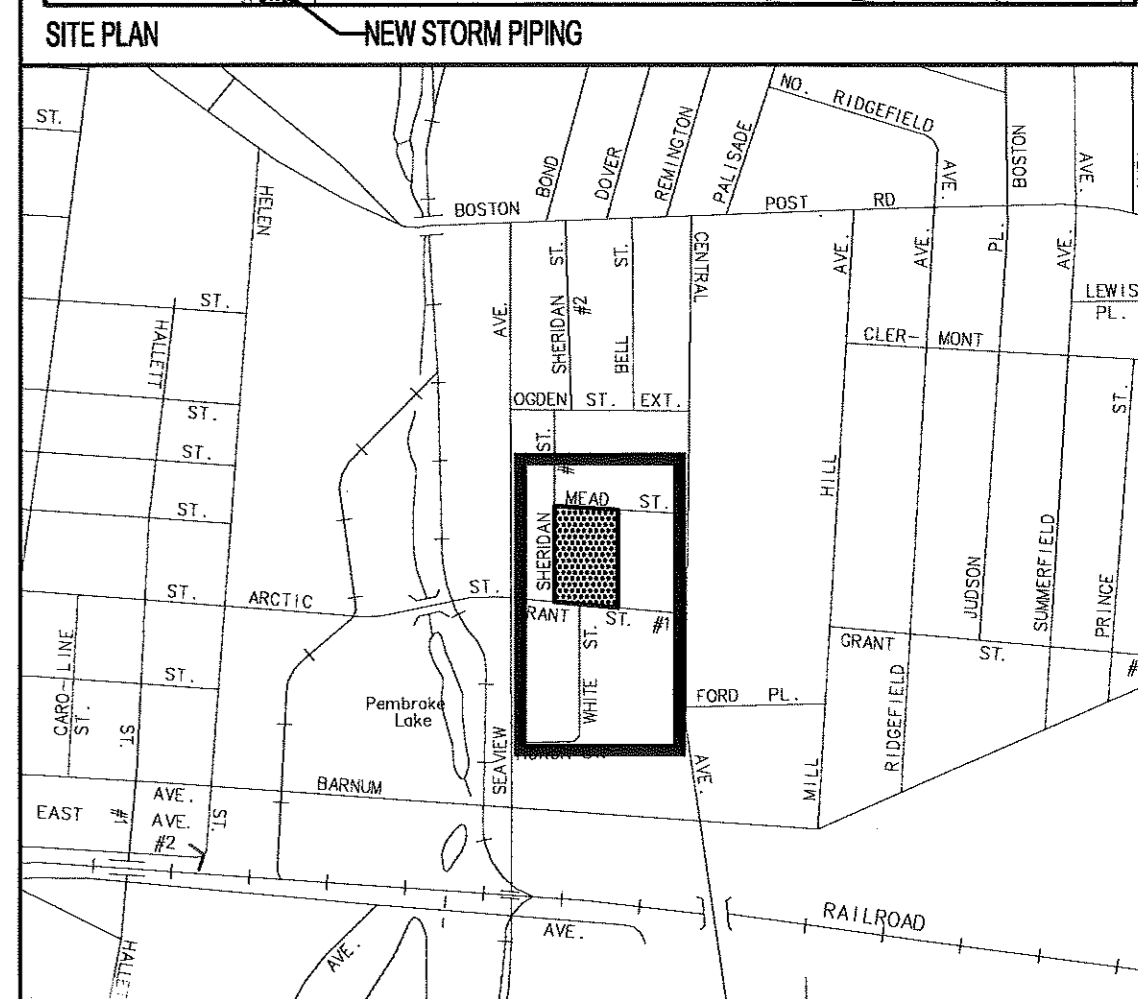 SITE PLAN
NEW STORM PIPING
ST.
HELEN
BOND
DOVER
REMINGTON
PALISADE
NO. RIDGEFIELD
AVE.
BOSTON
PL.
AVE.
BOSTON POST RD
AVE.
SHERIDAN ST. #2
BELL ST.
CENTRAL
AVE.
AVE.
AVE.
LEWIS
PL.
ST.
HALLETT
CLER- MONT
ST.
OGDEN ST. EXT.
ST.
ST.
ST.
ST.
#
MEAD ST.
SHERIDAN
HILL
ST.
ARCTIC ST.
RANT ST. #1
JUDSON
SUMMERFIELD
PRINCE
GRANT ST.
#
CARO-LINE
ST.
ST.
ST.
WHITE ST.
Pembroke
Lake
FORD PL.
RIDGEFIELD
SEAVIEW
AVE.
MILL
BARNUM
AVE.
EAST #1 AVE.
#2
ST.
RAILROAD
AVE.
AVE.
HALLET